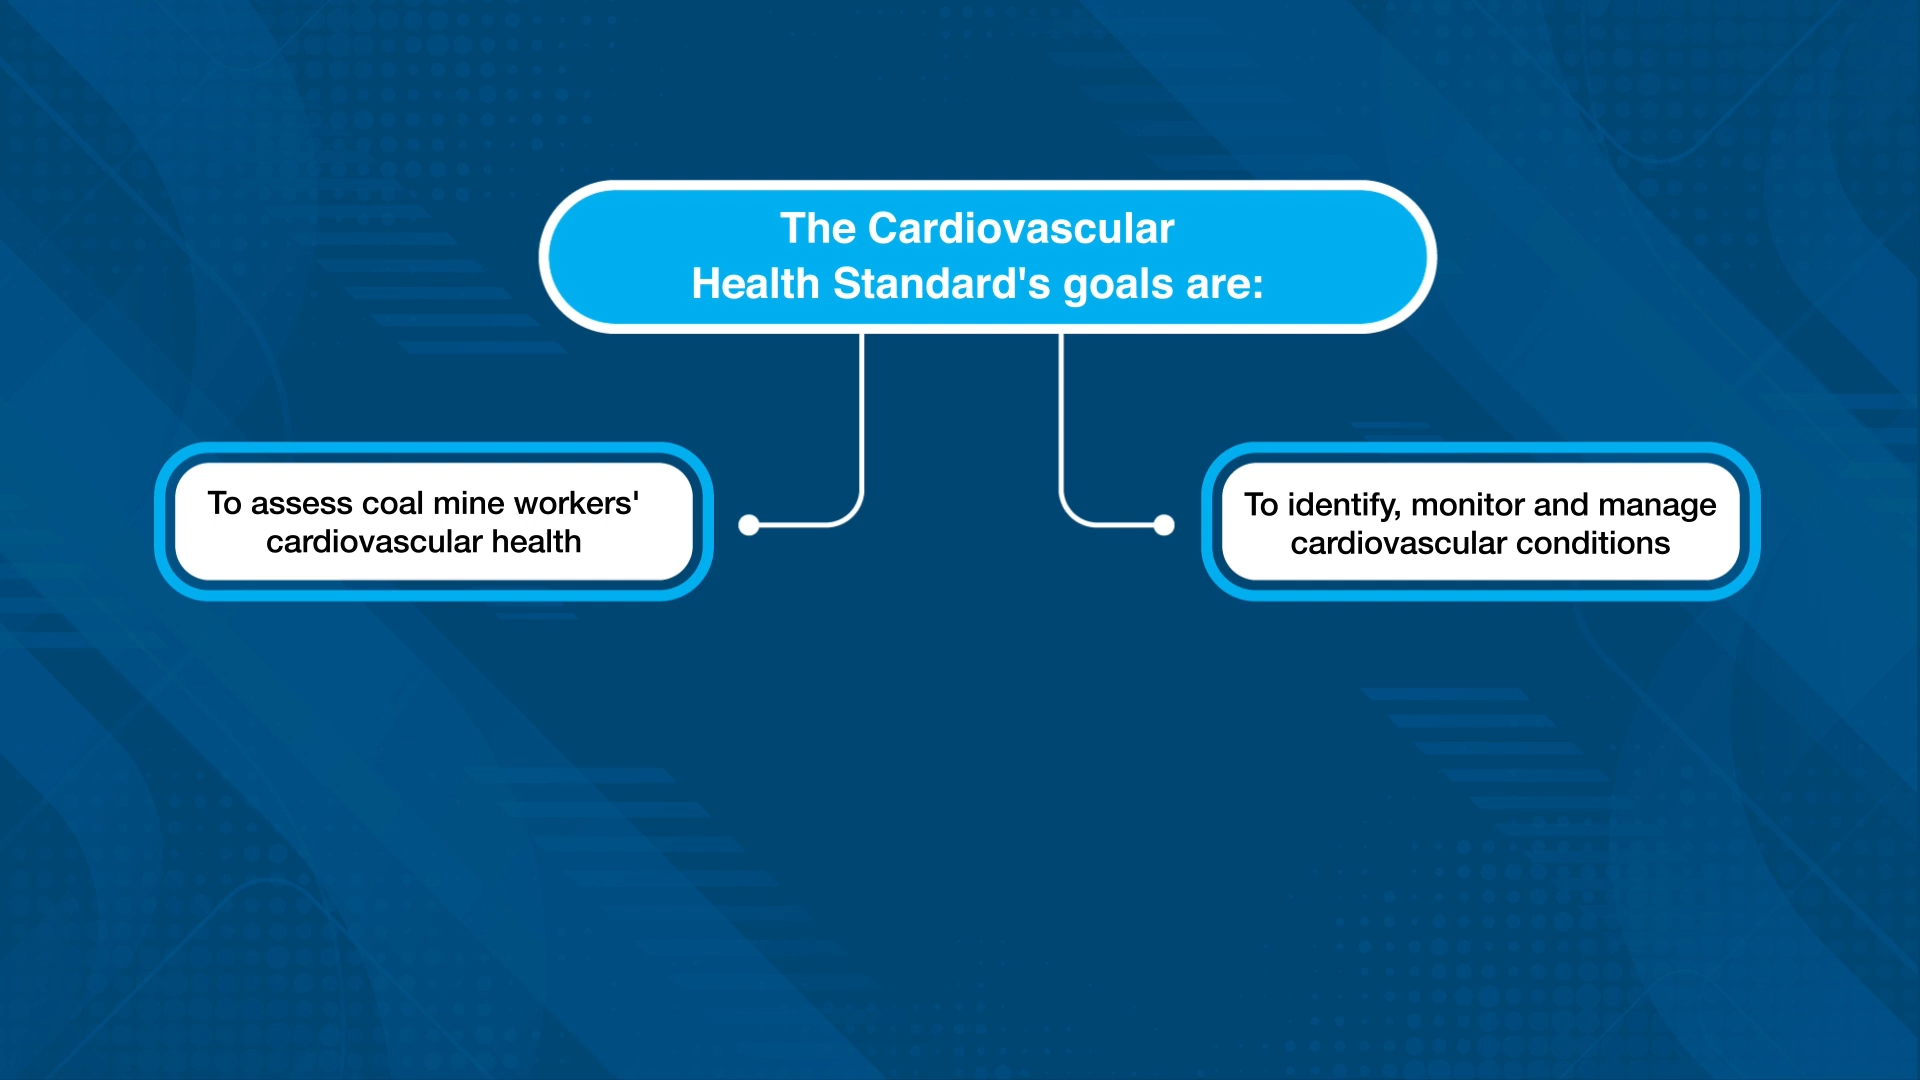 The Cardiovascular
Health Standard's goals are:
To assess coal mine workers'
cardiovascular health
To identify, monitor and manage
cardiovascular conditions